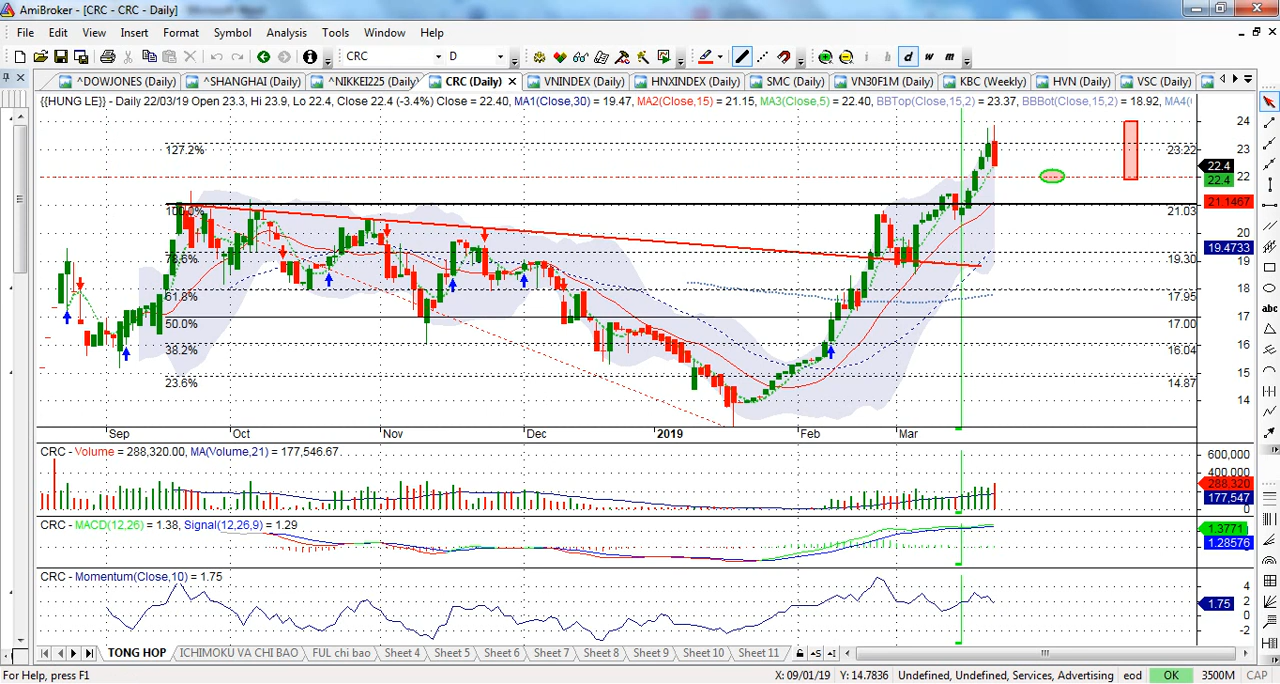 AmiBroker - [CRC - CRC - Daily]
File Edit View Insert Format Symbol Analysis Tools Window Help
CRC D i h d w m
^DOWJONES (Daily) ^SHANGHAI (Daily) ^NIKKEI225 (Daily) CRC (Daily) VNINDEX (Daily) HNXINDEX (Daily) SMC (Daily) VN30F1M (Daily) KBC (Weekly) HVN (Daily) VSC (Daily)
{{HUNG LE}} - Daily 22/03/19 Open 23.3, Hi 23.9, Lo 22.4, Close 22.4 (-3.4%) Close = 22.40, MA1(Close,30) = 19.47, MA2(Close,15) = 21.15, MA3(Close,5) = 22.40, BBTop(Close,15,2) = 23.37, BBBot(Close,15,2) = 18.92, MA4(
24
127.2% 23.22 23
22.4
22
22.4
100.0% 21.03 21.1467
20
19.4733
78.6% 19.30 19
abc
61.8% 17.95 18
50.0% 17.00 17
38.2% 16.04 16
15
23.6% 14.87
14
Sep Oct Nov Dec 2019 Feb Mar
CRC - Volume = 288,320.00, MA(Volume,21) = 177,546.67
600,000
400,000
288,320
177,547
0
CRC - MACD(12,26) = 1.38, Signal(12,26,9) = 1.29
1.3771
1.28576
CRC - Momentum(Close,10) = 1.75
4
2
1.75
0
-2
TONG HOP ICHIMOKU VA CHI BAO FUL chi bao Sheet 4 Sheet 5 Sheet 6 Sheet 7 Sheet 8 Sheet 9 Sheet 10 Sheet 11
For Help, press F1 X: 09/01/19 Y: 14.7836 Undefined, Undefined, Services, Advertising eod OK 3500M CAP